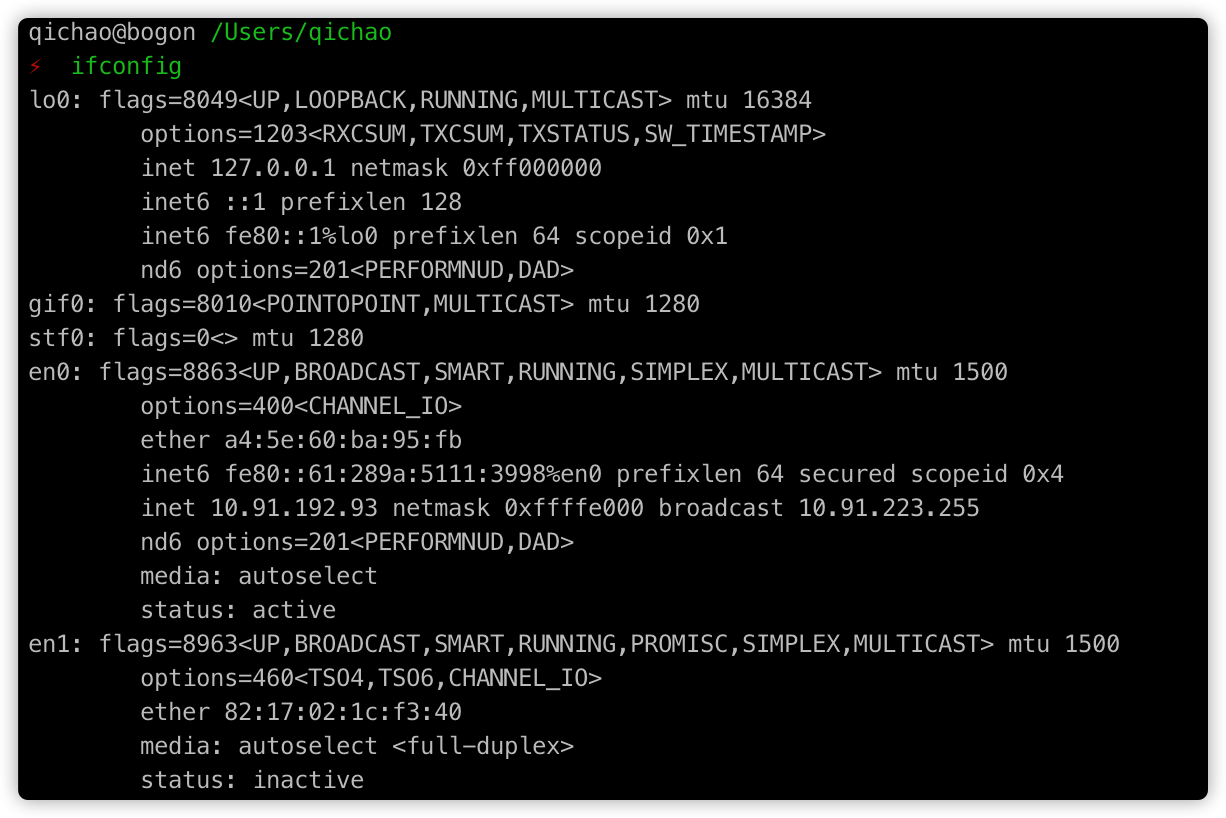 qichao@bogon /Users/qichao
⚡ ifconfig
lo0: flags=8049<UP,LOOPBACK,RUNNING,MULTICAST> mtu 16384
options=1203<RXCSUM,TXCSUM,TXSTATUS,SW_TIMESTAMP>
inet 127.0.0.1 netmask 0xff000000
inet6 ::1 prefixlen 128
inet6 fe80::1%lo0 prefixlen 64 scopeid 0x1
nd6 options=201<PERFORMNUD,DAD>
gif0: flags=8010<POINTOPOINT,MULTICAST> mtu 1280
stf0: flags=0<> mtu 1280
en0: flags=8863<UP,BROADCAST,SMART,RUNNING,SIMPLEX,MULTICAST> mtu 1500
options=400<CHANNEL_IO>
ether a4:5e:60:ba:95:fb
inet6 fe80::61:289a:5111:3998%en0 prefixlen 64 secured scopeid 0x4
inet 10.91.192.93 netmask 0xffffe000 broadcast 10.91.223.255
nd6 options=201<PERFORMNUD,DAD>
media: autoselect
status: active
en1: flags=8963<UP,BROADCAST,SMART,RUNNING,PROMISC,SIMPLEX,MULTICAST> mtu 1500
options=460<TSO4,TSO6,CHANNEL_IO>
ether 82:17:02:1c:f3:40
media: autoselect <full-duplex>
status: inactive